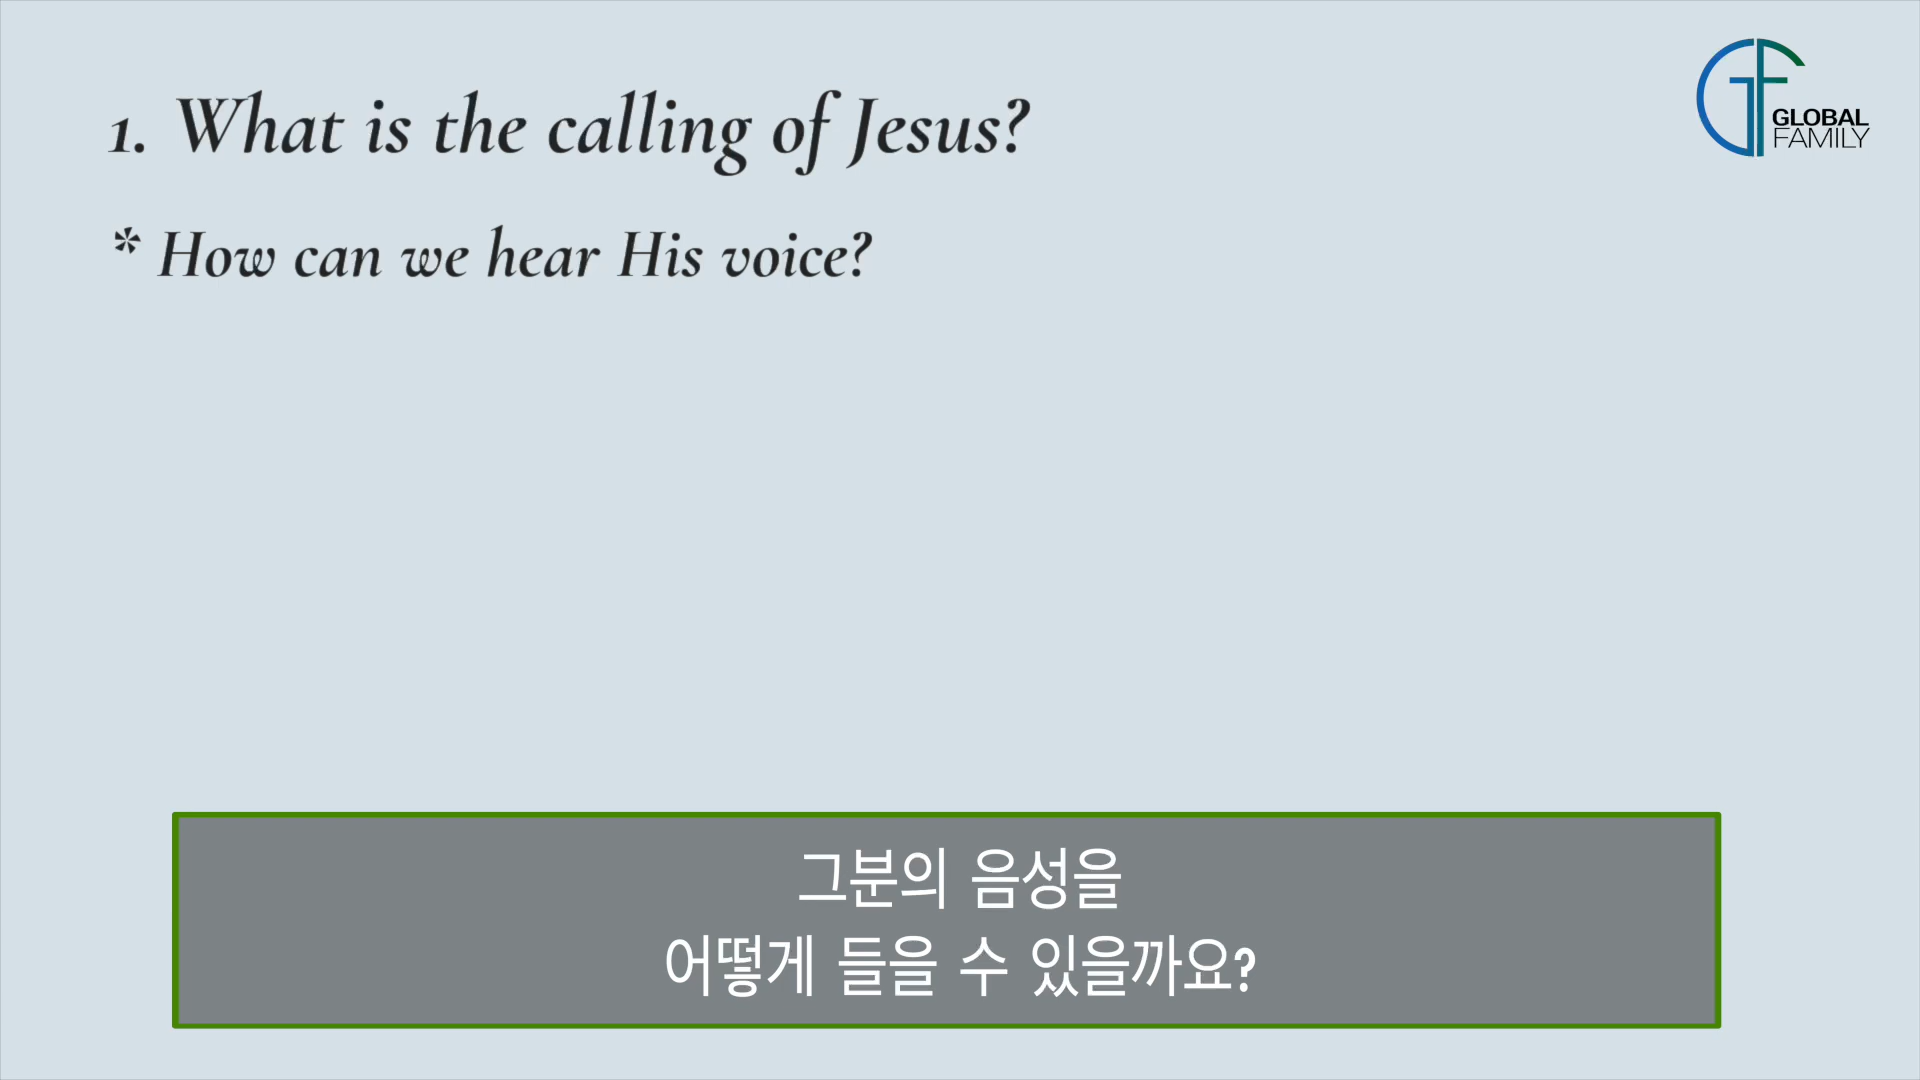 1. What is the calling of Jesus?
GLOBAL
FAMILY
* How can we hear His voice?
그분의 음성을
어떻게 들을 수 있을까요?